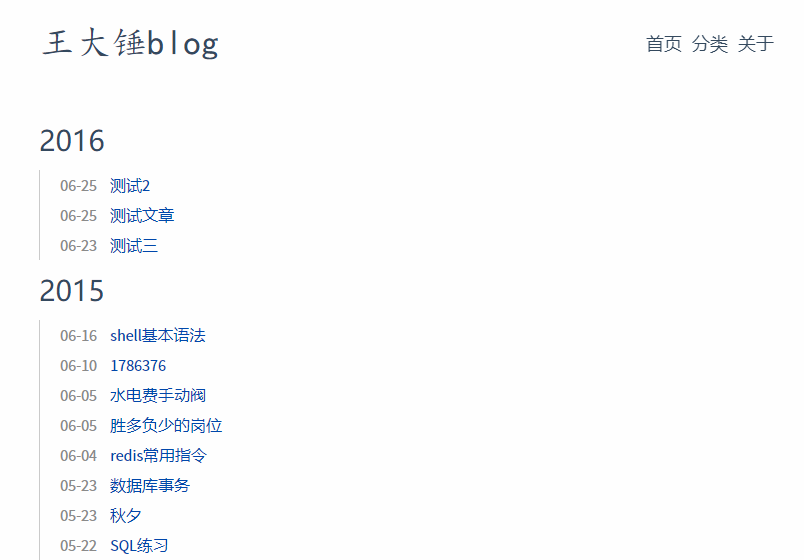 王大锤blog
首页 分类 关于
2016
06-25 测试2
06-25 测试文章
06-23 测试三
2015
06-16 shell基本语法
06-10 1786376
06-05 水电费手动阀
06-05 胜多负少的岗位
06-04 redis常用指令
05-23 数据库事务
05-23 秋夕
05-22 SQL练习